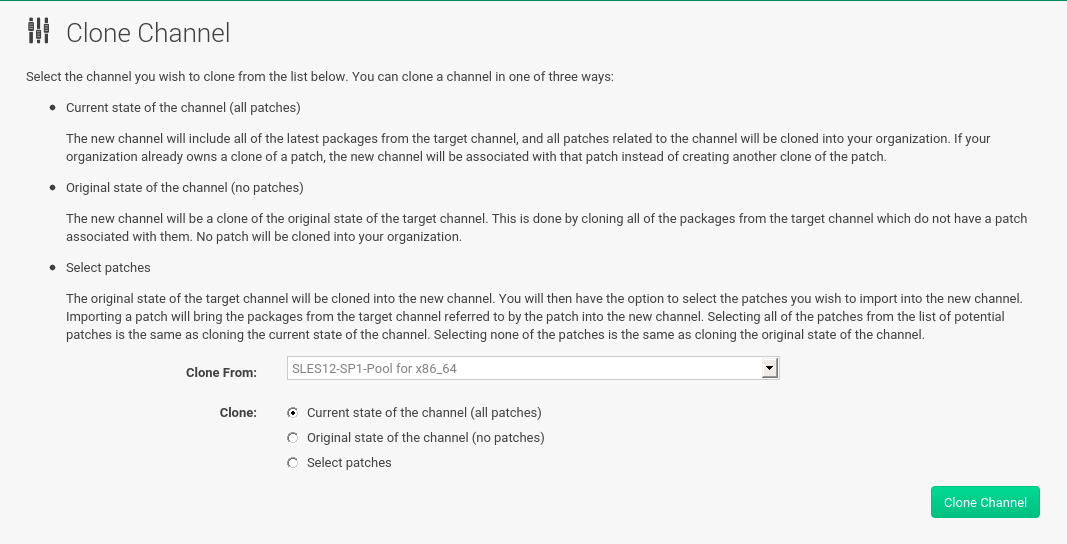 Clone Channel
Select the channel you wish to clone from the list below. You can clone a channel in one of three ways:
Current state of the channel (all patches)
The new channel will include all of the latest packages from the target channel, and all patches related to the channel will be cloned into your organization. If your
organization already owns a clone of a patch, the new channel will be associated with that patch instead of creating another clone of the patch.
Original state of the channel (no patches)
The new channel will be a clone of the original state of the target channel. This is done by cloning all of the packages from the target channel which do not have a patch
associated with them. No patch will be cloned into your organization.
Select patches
The original state of the target channel will be cloned into the new channel. You will then have the option to select the patches you wish to import into the new channel.
Importing a patch will bring the packages from the target channel referred to by the patch into the new channel. Selecting all of the patches from the list of potential
patches is the same as cloning the current state of the channel. Selecting none of the patches is the same as cloning the original state of the channel.
Clone From: SLES12-SP1-Pool for x86_64
Clone: Current state of the channel (all patches)
Original state of the channel (no patches)
Select patches
Clone Channel